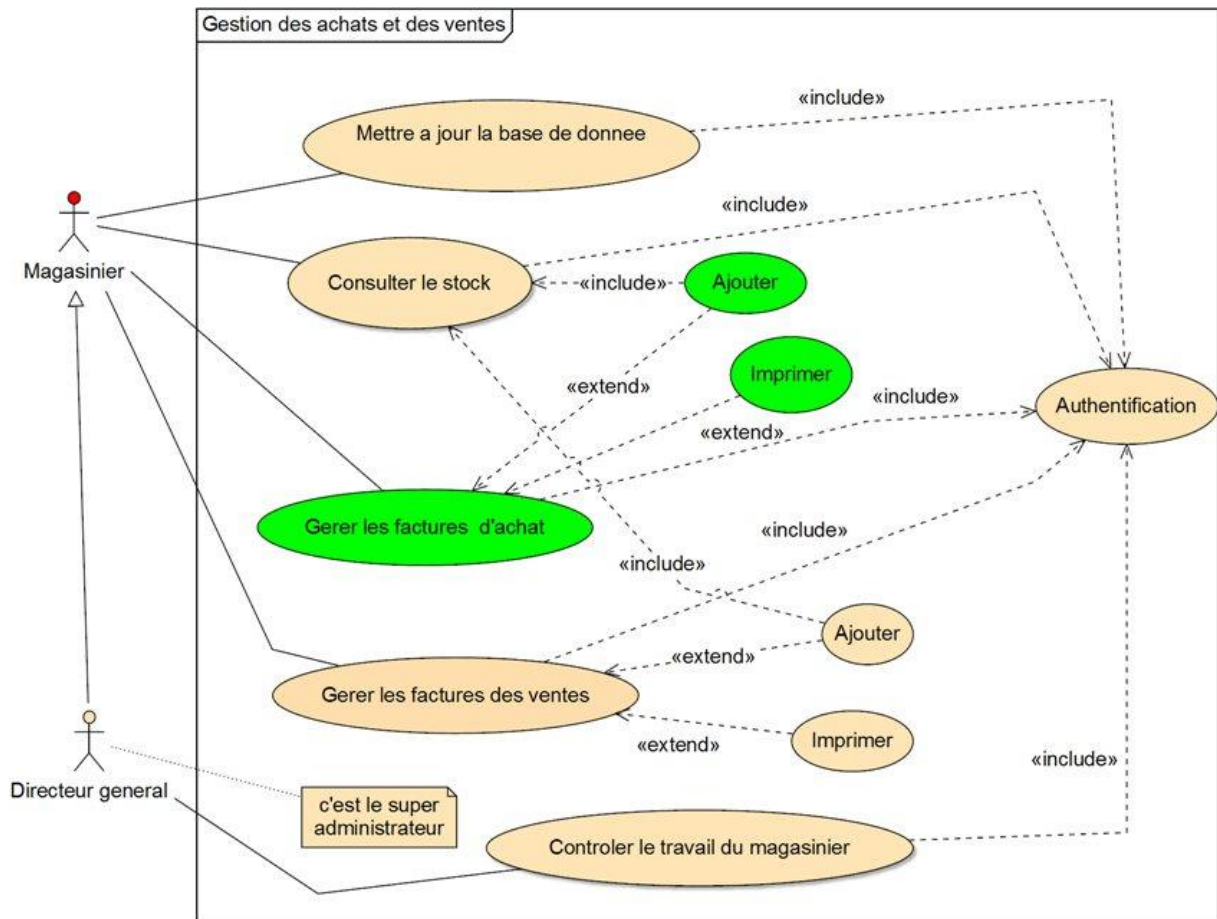 Gestion des achats et des ventes
«include»
Mettre a jour la base de donnee
«include»
Magasinier
Consulter le stock
«include»
Ajouter
«extend»
Imprimer
«include»
Authentification
«extend»
Gerer les factures d'achat
«include»
«include»
Ajouter
«extend»
Gerer les factures des ventes
Imprimer
«extend»
«include»
Directeur general
c'est le super
administrateur
Controler le travail du magasinier